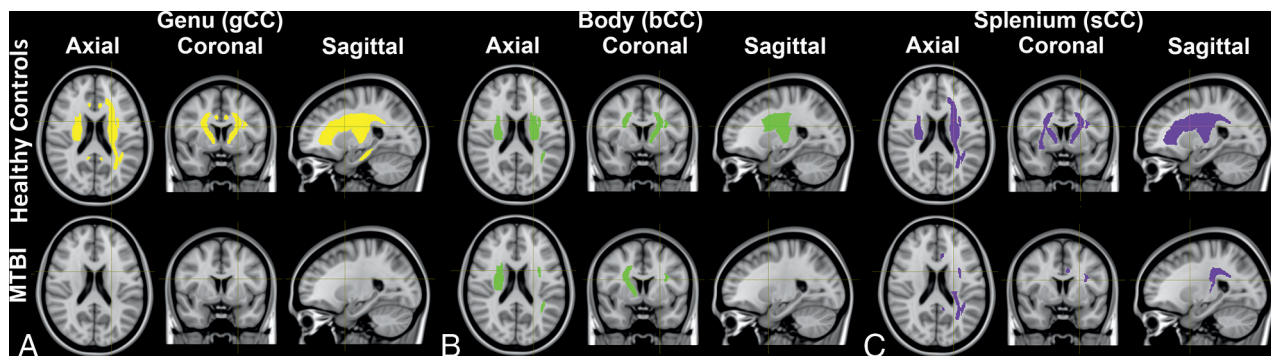 Genu (gCC)
Axial Coronal Sagittal
Body (bCC)
Axial Coronal Sagittal
Splenium (sCC)
Axial Coronal Sagittal
Healthy Controls
MTBI
A
B
C